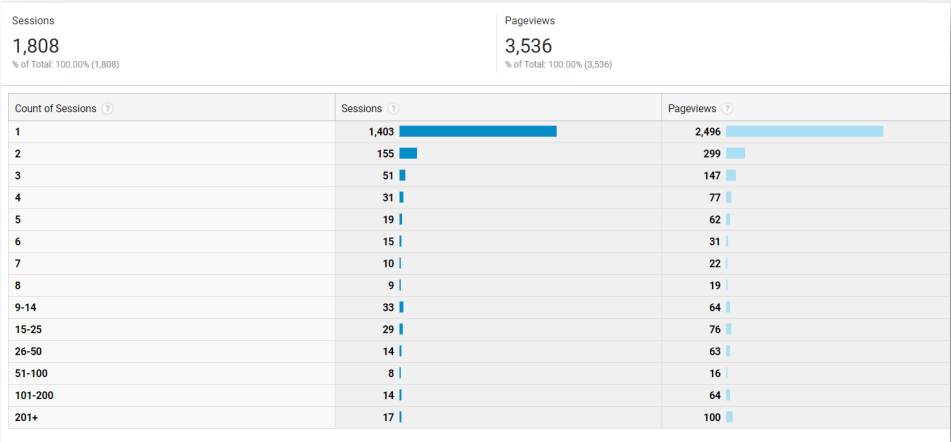 Sessions Pageviews
1,808 3,536
% of Total: 100.00% (1,808) % of Total: 100.00% (3,536)
Count of Sessions ? Sessions ? Pageviews ?
1 1,403 2,496
2 155 299
3 51 147
4 31 77
5 19 62
6 15 31
7 10 22
8 9 19
9-14 33 64
15-25 29 76
26-50 14 63
51-100 8 16
101-200 14 64
201+ 17 100